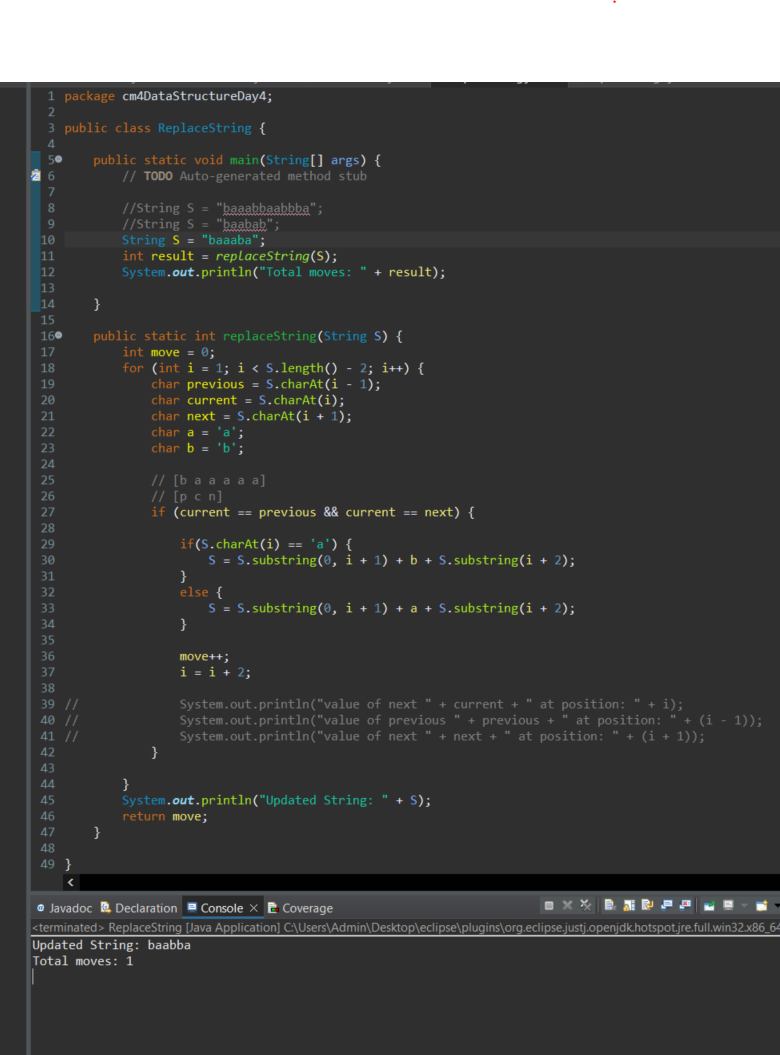 1 package cm4DataStructureDay4;
2
3 public class ReplaceString {
4
5 public static void main(String[] args) {
6 // TODO Auto-generated method stub
7
8 //String S = "baaabbaabbba";
9 //String S = "baabab";
10 String S = "baaaba";
11 int result = replaceString(S);
12 System.out.println("Total moves: " + result);
13
14 }
15
16 public static int replaceString(String S) {
17 int move = 0;
18 for (int i = 1; i < S.length() - 2; i++) {
19 char previous = S.charAt(i - 1);
20 char current = S.charAt(i);
21 char next = S.charAt(i + 1);
22 char a = 'a';
23 char b = 'b';
24
25 // [b a a a a a]
26 // [p c n]
27 if (current == previous && current == next) {
28
29 if(S.charAt(i) == 'a') {
30 S = S.substring(0, i + 1) + b + S.substring(i + 2);
31 }
32 else {
33 S = S.substring(0, i + 1) + a + S.substring(i + 2);
34 }
35
36 move++;
37 i = i + 2;
38
39 // System.out.println("value of next " + current + " at position: " + i);
40 // System.out.println("value of previous " + previous + " at position: " + (i - 1));
41 // System.out.println("value of next " + next + " at position: " + (i + 1));
42 }
43
44 }
45 System.out.println("Updated String: " + S);
46 return move;
47 }
48
49 }
Javadoc Declaration Console Coverage
<terminated> ReplaceString [Java Application] C:\Users\Admin\Desktop\eclipse\plugins\org.eclipse.justj.openjdk.hotspot.jre.full.win32.x86_64
Updated String: baabba
Total moves: 1